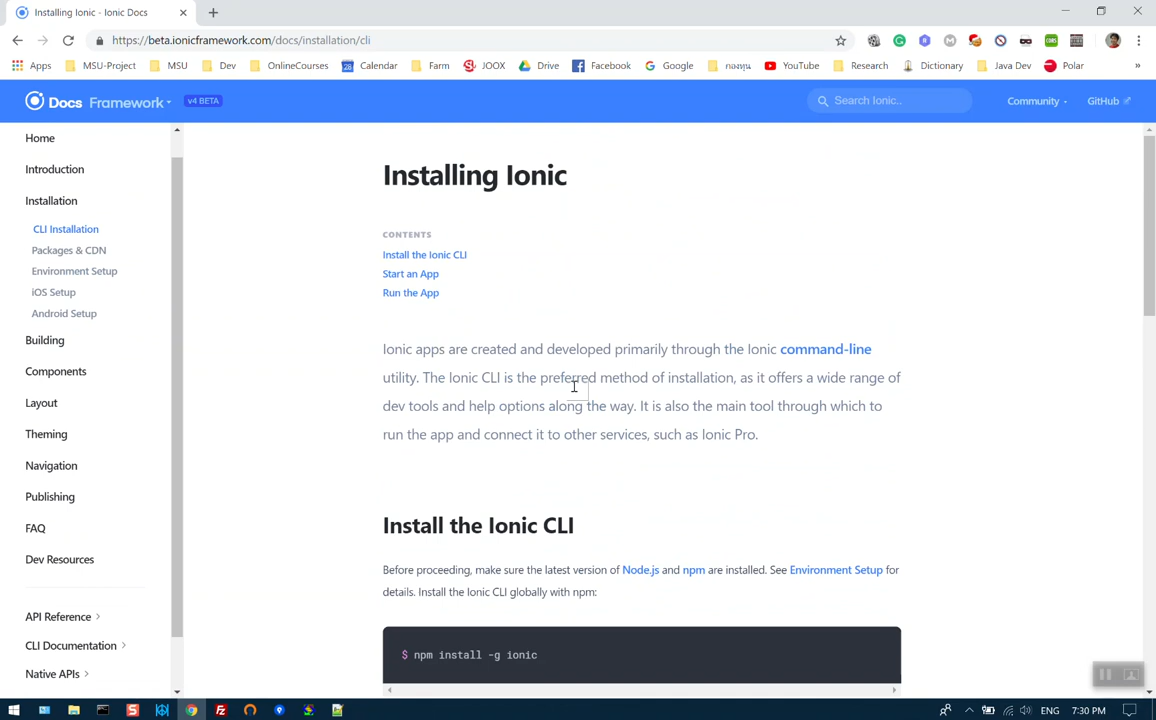 Installing Ionic - Ionic Docs
https://beta.ionicframework.com/docs/installation/cli
Apps MSU-Project MSU Dev OnlineCourses Calendar Farm JOOX Drive Facebook Google กองทุน YouTube Research Dictionary Java Dev Polar »
Docs Framework v4 BETA Search Ionic.. Community GitHub
Home
Introduction
Installation
CLI Installation
Packages & CDN
Environment Setup
iOS Setup
Android Setup
Building
Components
Layout
Theming
Navigation
Publishing
FAQ
Dev Resources
API Reference >
CLI Documentation >
Native APIs >
Installing Ionic
CONTENTS
Install the Ionic CLI
Start an App
Run the App
Ionic apps are created and developed primarily through the Ionic command-line
utility. The Ionic CLI is the preferred method of installation, as it offers a wide range of
dev tools and help options along the way. It is also the main tool through which to
run the app and connect it to other services, such as Ionic Pro.
Install the Ionic CLI
Before proceeding, make sure the latest version of Node.js and npm are installed. See Environment Setup for
details. Install the Ionic CLI globally with npm:
$ npm install -g ionic
ENG 7:30 PM